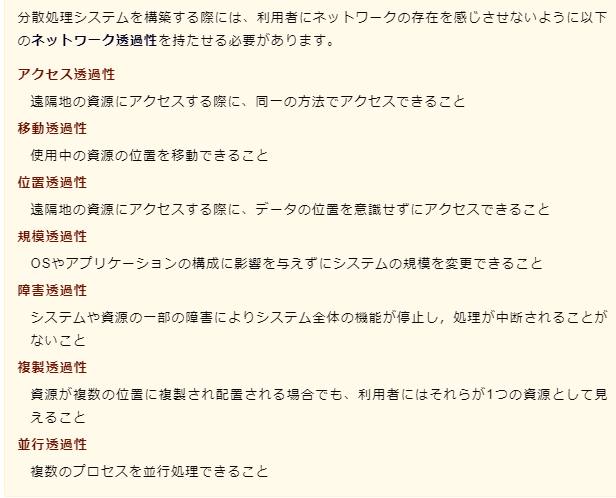 分散処理システムを構築する際には、利用者にネットワークの存在を感じさせないように以下
のネットワーク透過性を持たせる必要があります。
アクセス透過性
遠隔地の資源にアクセスする際に、同一の方法でアクセスできること
移動透過性
使用中の資源の位置を移動できること
位置透過性
遠隔地の資源にアクセスする際に、データの位置を意識せずにアクセスできること
規模透過性
OSやアプリケーションの構成に影響を与えずにシステムの規模を変更できること
障害透過性
システムや資源の一部の障害によりシステム全体の機能が停止し，処理が中断されることが
ないこと
複製透過性
資源が複数の位置に複製され配置される場合でも、利用者にはそれらが1つの資源として見
えること
並行透過性
複数のプロセスを並行処理できること